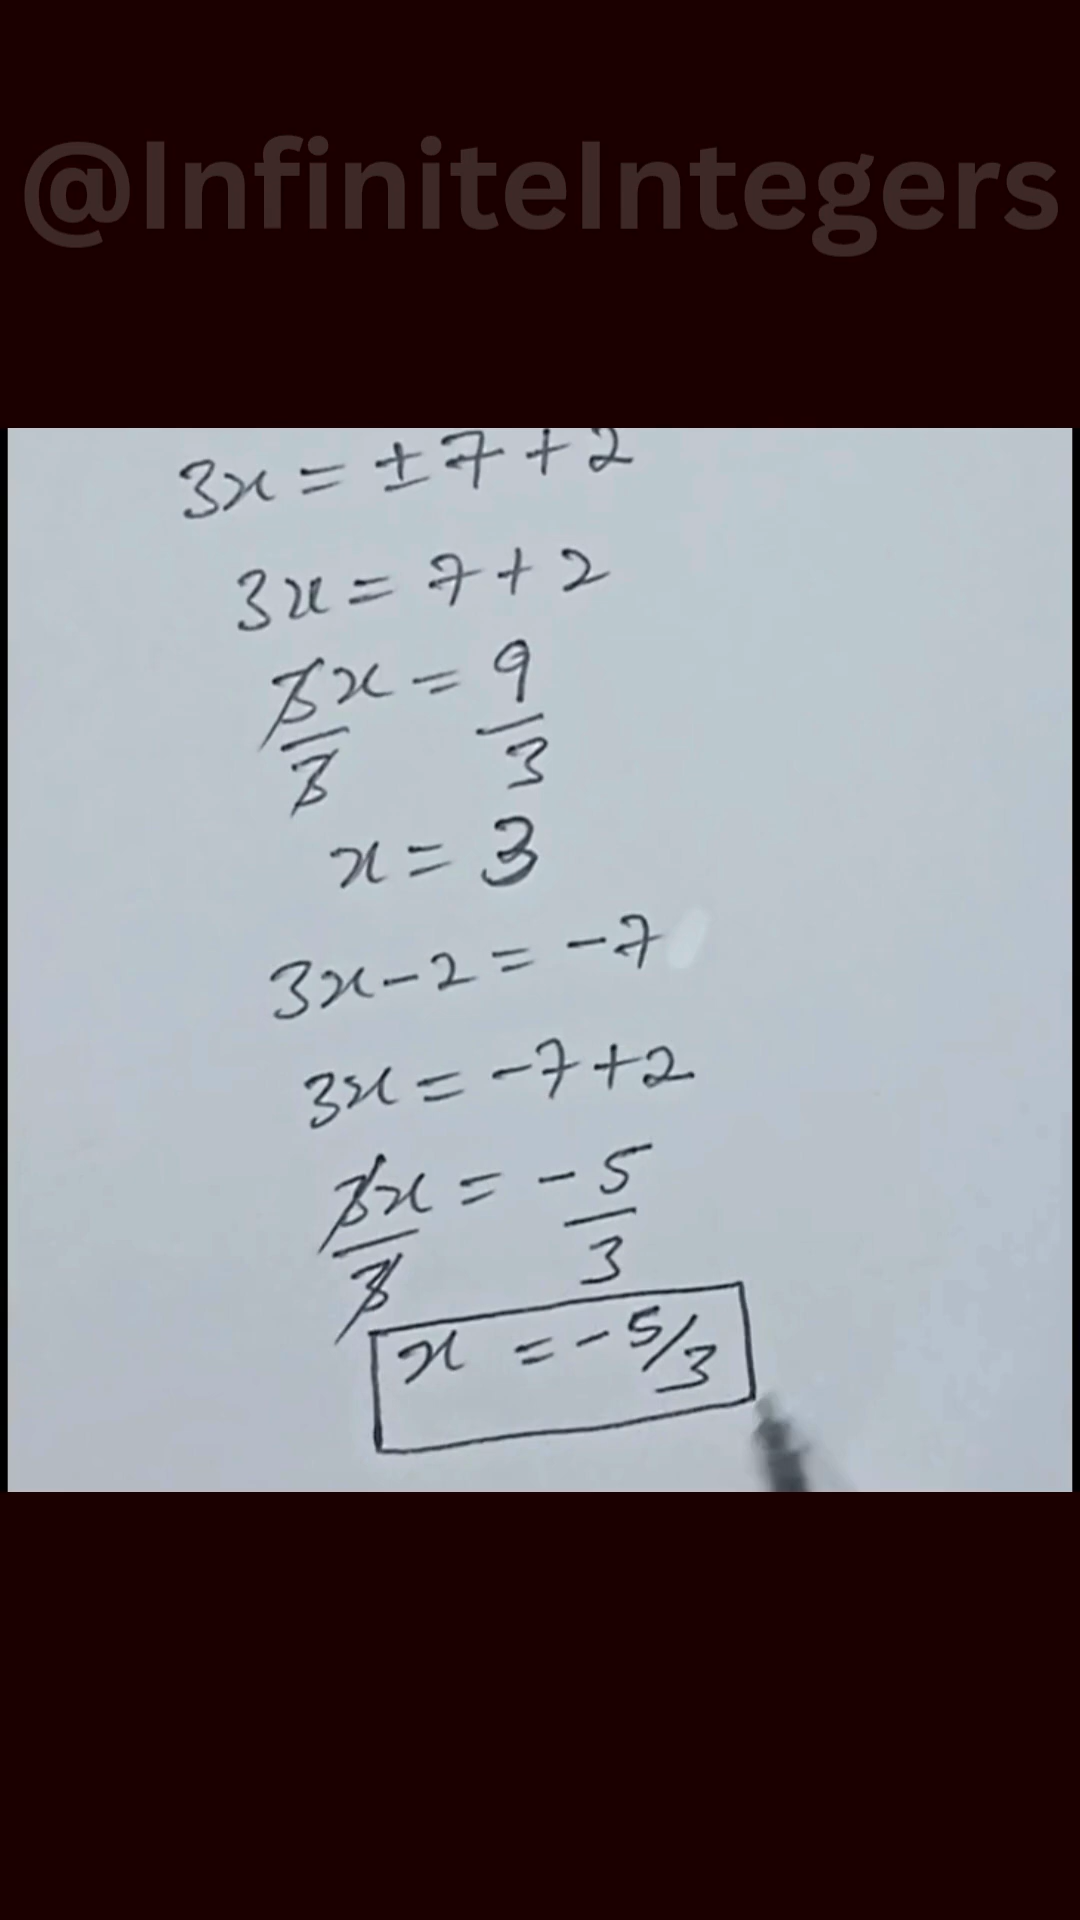 @InfiniteIntegers
3x = ±7+2
3x = 7+2
3x/3 = 9/3
x = 3
3x-2 = -7
3x = -7+2
3x/3 = -5/3
x = -5/3